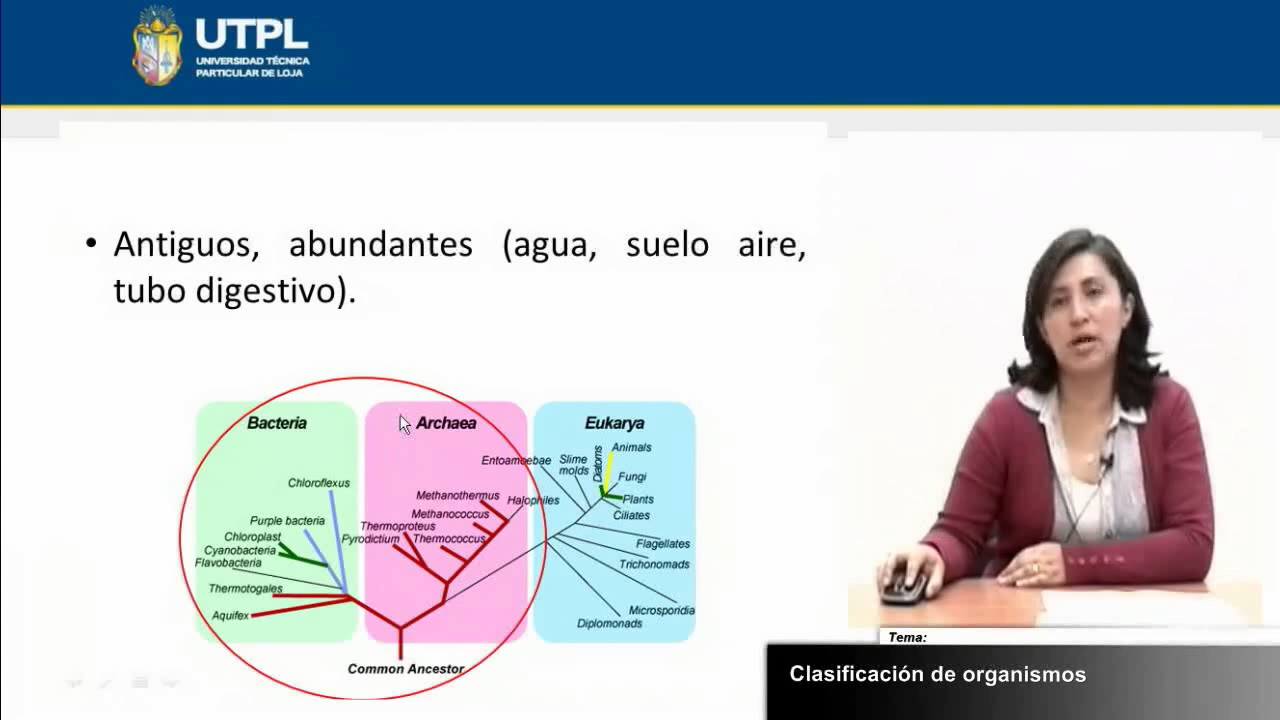 UTPL
UNIVERSIDAD TÉCNICA
PARTICULAR DE LOJA
• Antiguos, abundantes (agua, suelo aire,
tubo digestivo).
Bacteria
Archaea
Eukarya
Chloroflexus
Purple bacteria
Chloroplast
Cyanobacteria
Flavobacteria
Thermotogales
Aquifex
Methanothermus
Methanococcus
Thermoproteus
Pyrodictium
Thermococcus
Halophiles
Entoamoebae
Slime
molds
Diatoms
Animals
Fungi
Plants
Ciliates
Flagellates
Trichonomads
Microsporidia
Diplomonads
Common Ancestor
Tema:
Clasificación de organismos